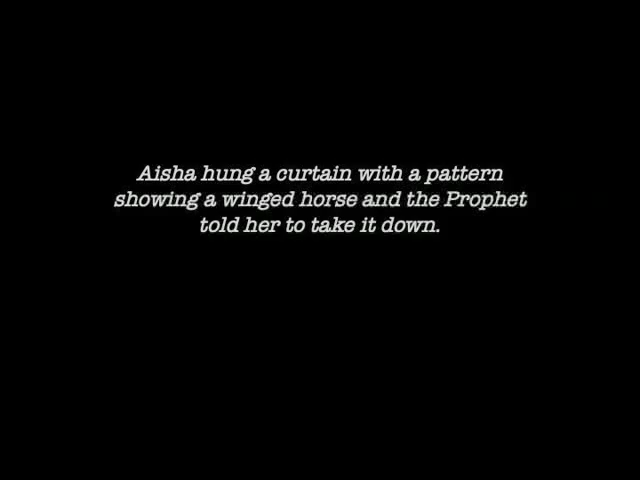 Aisha hung a curtain with a pattern
showing a winged horse and the Prophet
told her to take it down.